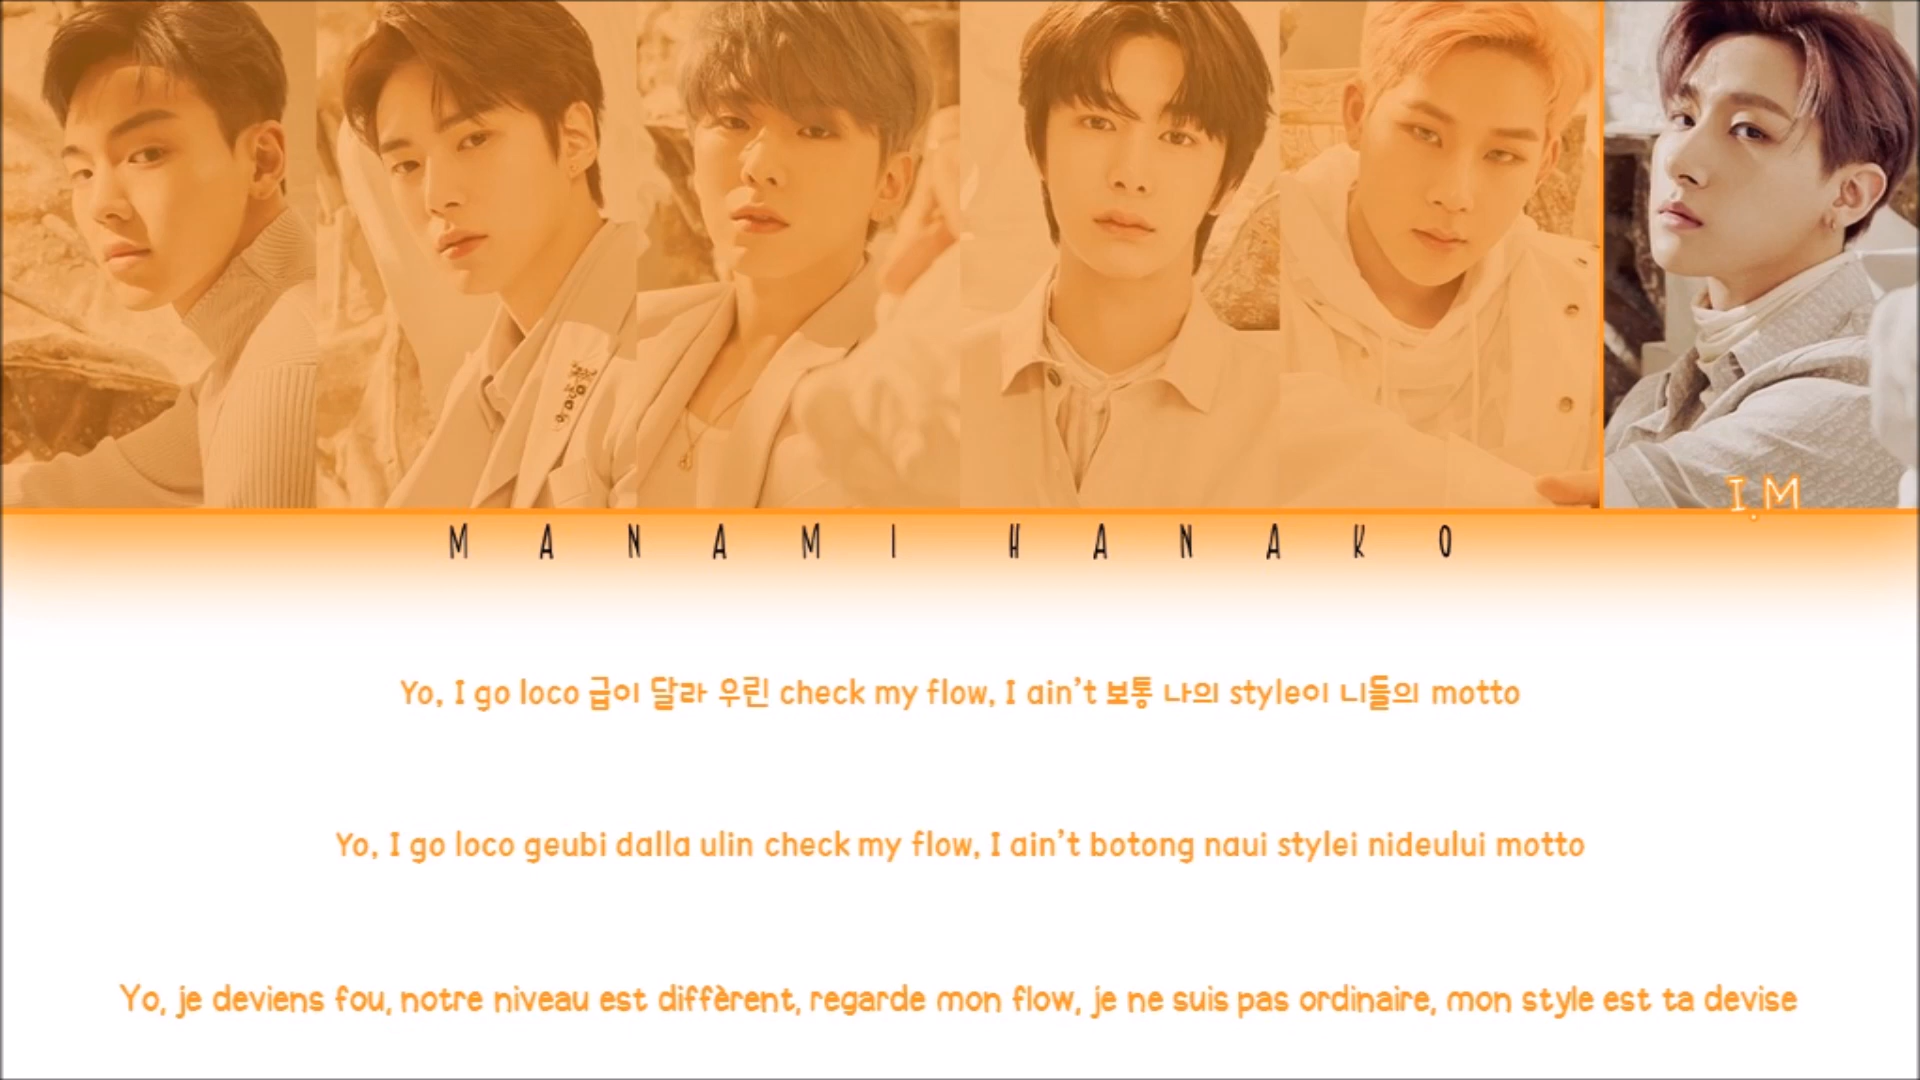 I.M
MANAMI HANAKO
Yo, I go loco 급이 달라 우린 check my flow, I ain't 보통 나의 style이 니들의 motto
Yo, I go loco geubi dalla ulin check my flow, I ain't botong naui stylei nideului motto
Yo, je deviens fou, notre niveau est diffèrent, regarde mon flow, je ne suis pas ordinaire, mon style est ta devise